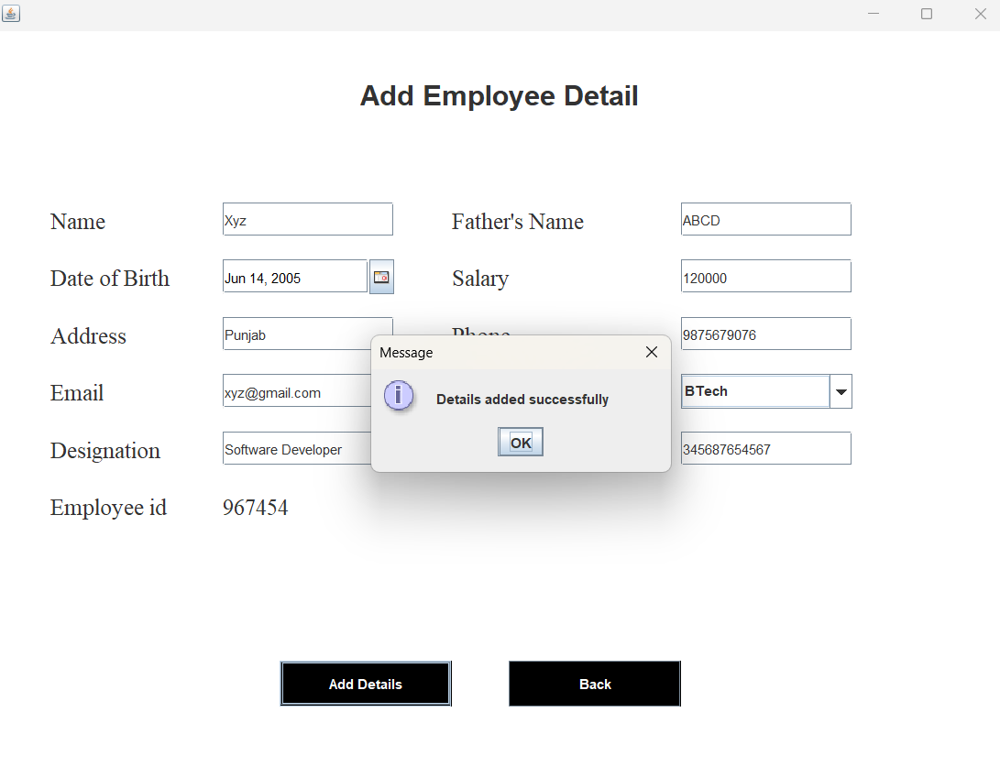 Add Employee Detail
Name Xyz Father's Name ABCD
Date of Birth Jun 14, 2005 Salary 120000
Address Punjab Phone 9875679076
Message
Email xyz@gmail.com BTech
Details added successfully
OK
Designation Software Developer 345687654567
Employee id 967454
Add Details Back